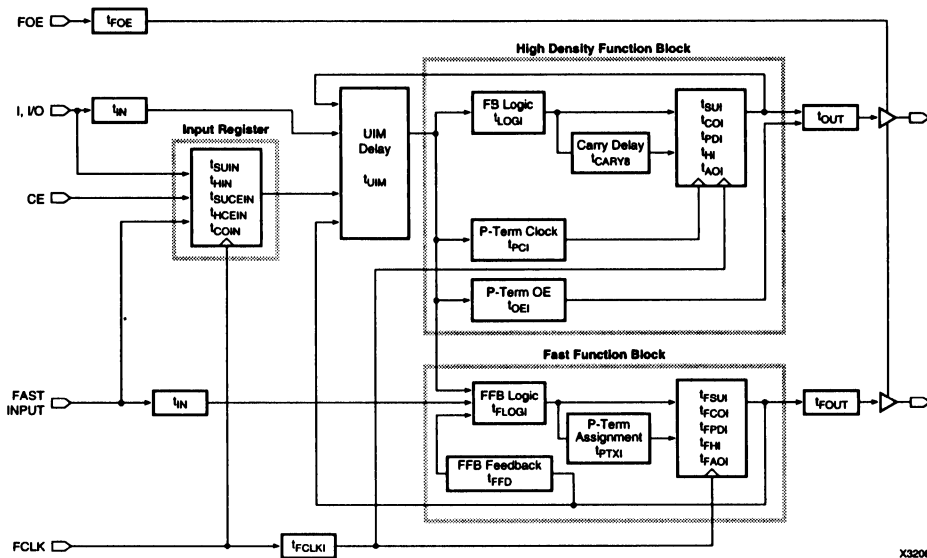 FOE
tFOE
High Density Function Block
I, I/O
tIN
Input Register
tSUIN
tHIN
tSUCEIN
tHCEIN
tCOIN
CE
UIM
Delay
tUIM
FB Logic
tLOGI
Carry Delay
tCARY8
tSUI
tCOI
tPDI
tHI
tAOI
tOUT
P-Term Clock
tPCI
P-Term OE
tOEI
Fast Function Block
FAST
INPUT
tIN
FFB Logic
tFLOGI
P-Term
Assignment
tPTXI
tFSUI
tFCOI
tFPDI
tFHI
tFAOI
tFOUT
FFB Feedback
tFFD
FCLK
tFCLKI
X3206